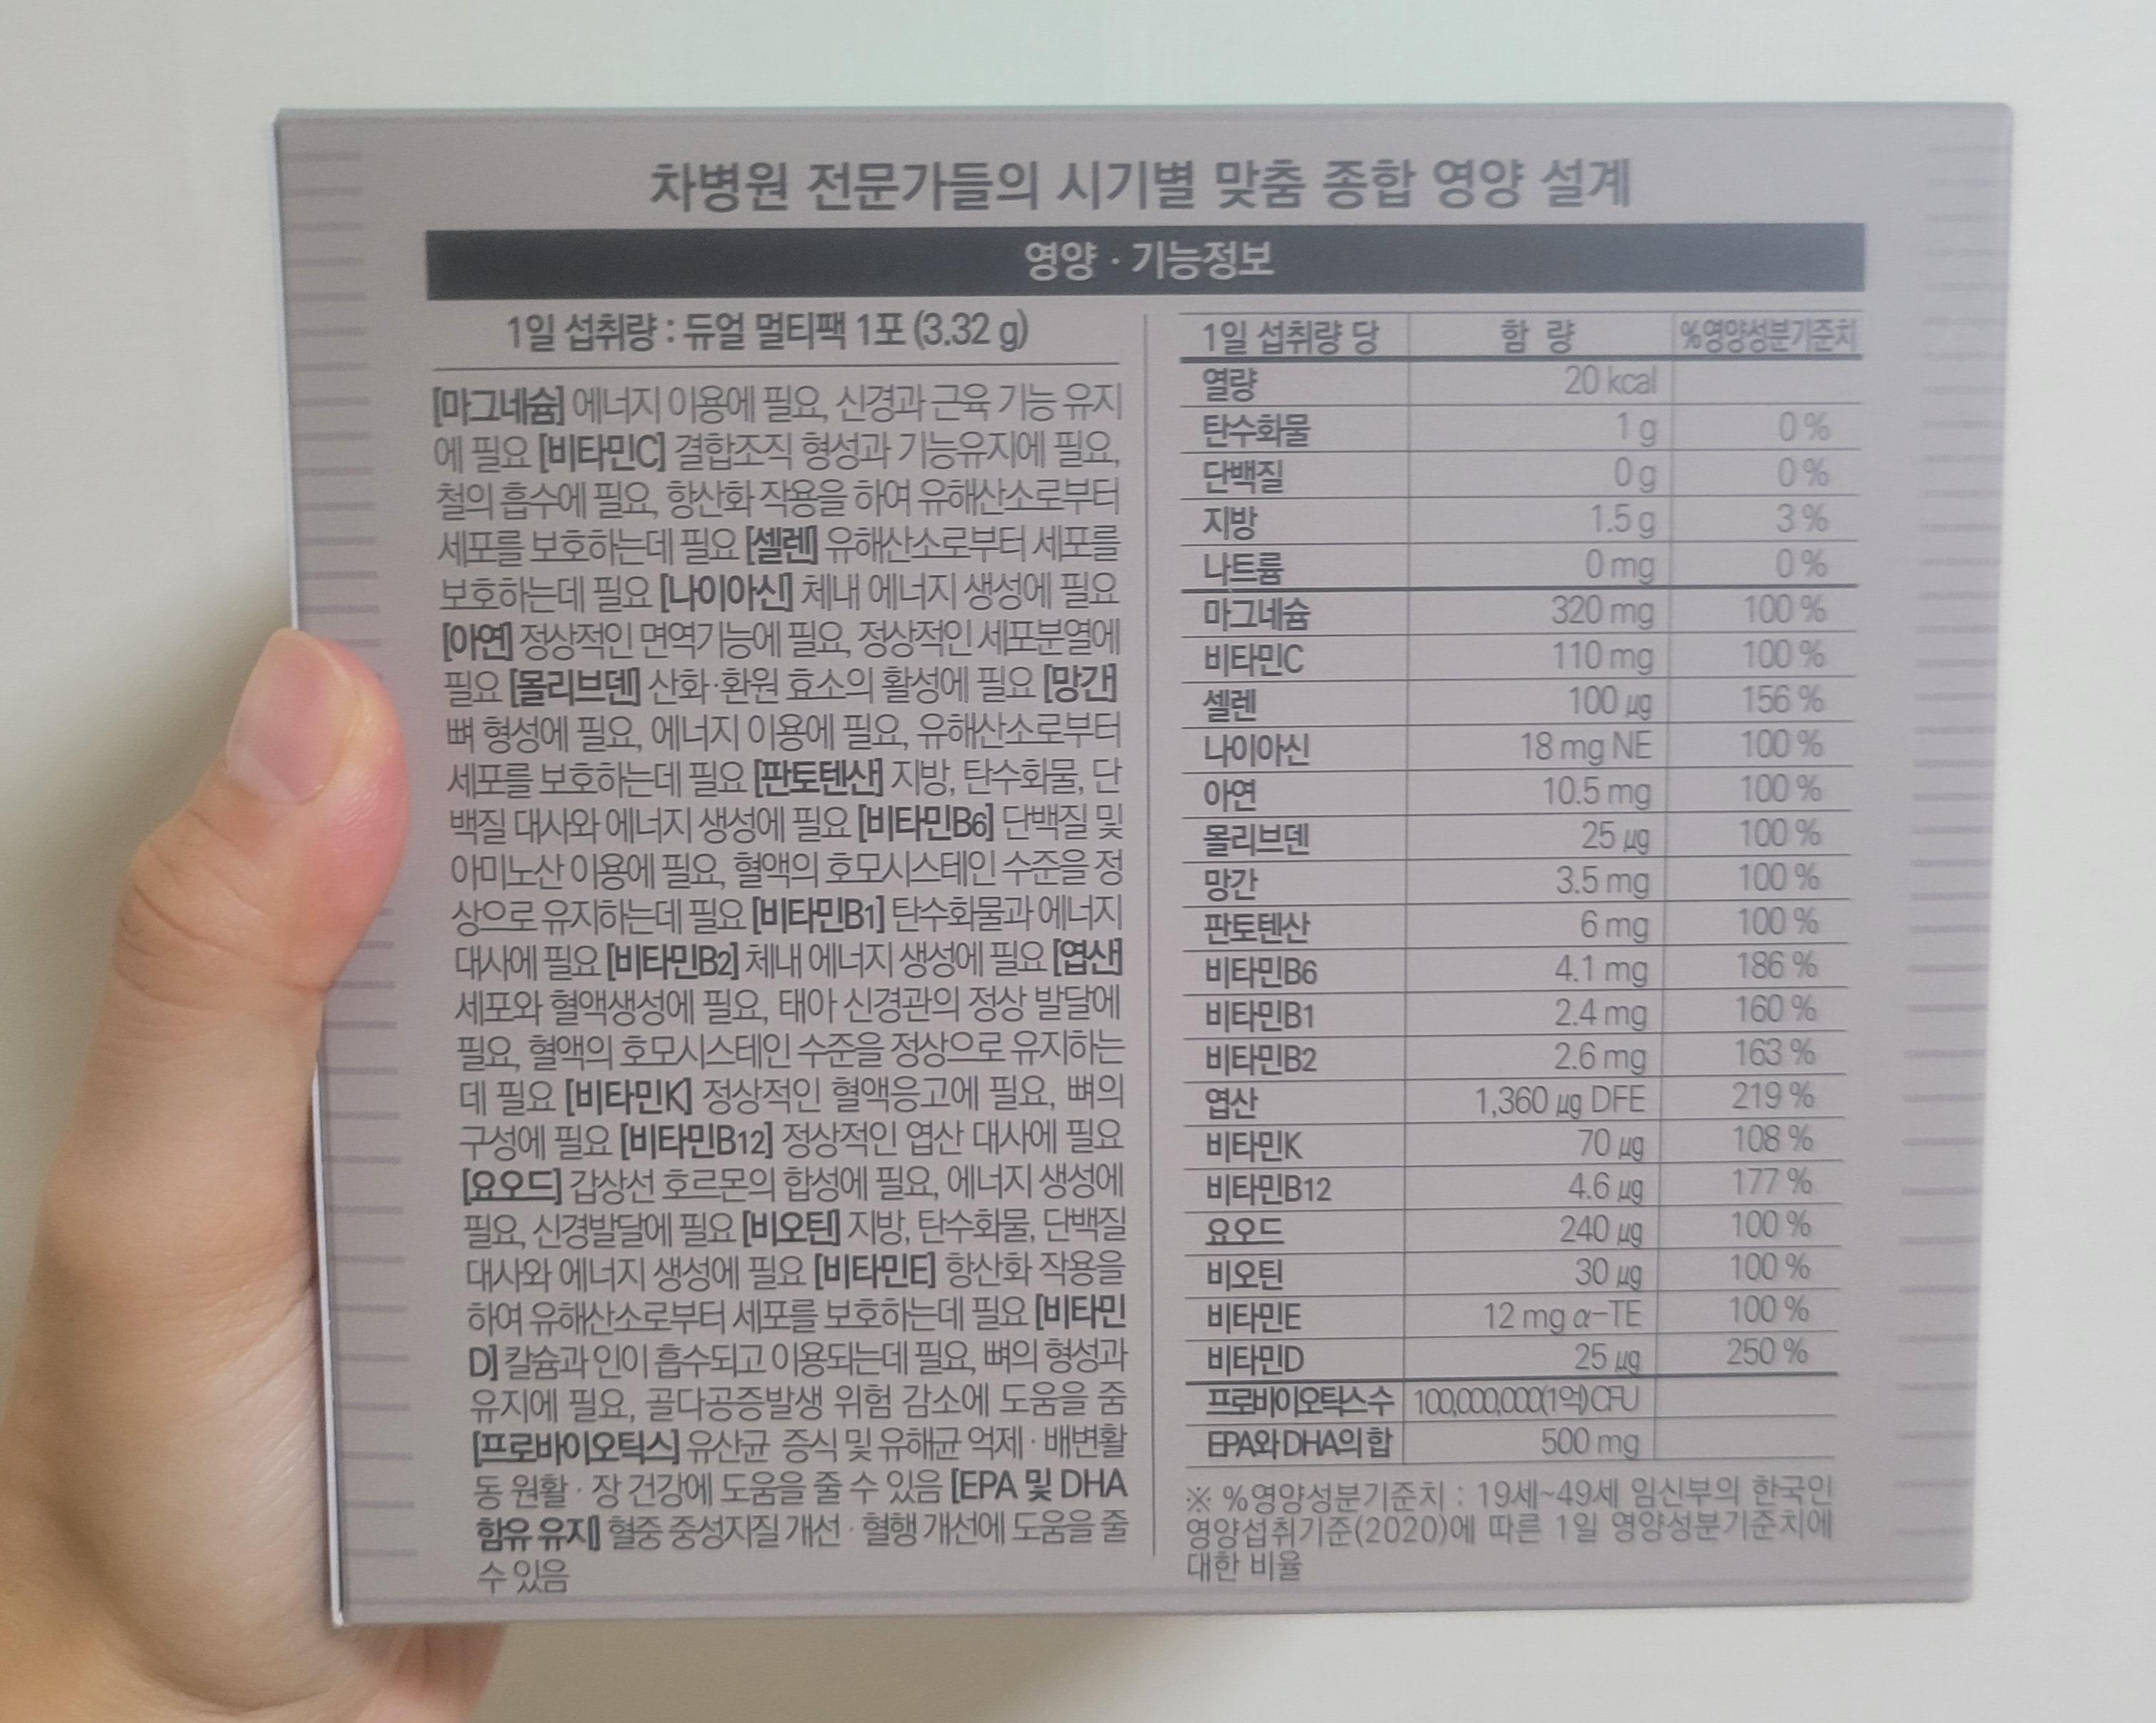 차병원 전문가들의 시기별 맞춤 종합 영양 설계
영양 · 기능정보
1일 섭취량 : 듀얼 멀티팩 1포 (3.32 g)
[마그네슘] 에너지 이용에 필요, 신경과 근육 기능 유지
에 필요 [비타민C] 결합조직 형성과 기능유지에 필요,
철의 흡수에 필요, 항산화 작용을 하여 유해산소로부터
세포를 보호하는데 필요 [셀렌] 유해산소로부터 세포를
보호하는데 필요 [나이아신] 체내 에너지 생성에 필요
[아연] 정상적인 면역기능에 필요, 정상적인 세포분열에
필요 [몰리브덴] 산화·환원 효소의 활성에 필요 [망간]
뼈 형성에 필요, 에너지 이용에 필요, 유해산소로부터
세포를 보호하는데 필요 [판토텐산] 지방, 탄수화물, 단
백질 대사와 에너지 생성에 필요 [비타민B6] 단백질 및
아미노산 이용에 필요, 혈액의 호모시스테인 수준을 정
상으로 유지하는데 필요 [비타민B1] 탄수화물과 에너지
대사에 필요 [비타민B2] 체내 에너지 생성에 필요 [엽산]
세포와 혈액생성에 필요, 태아 신경관의 정상 발달에
필요, 혈액의 호모시스테인 수준을 정상으로 유지하는
데 필요 [비타민K] 정상적인 혈액응고에 필요, 뼈의
구성에 필요 [비타민B12] 정상적인 엽산 대사에 필요
[요오드] 갑상선 호르몬의 합성에 필요, 에너지 생성에
필요, 신경발달에 필요 [비오틴] 지방, 탄수화물, 단백질
대사와 에너지 생성에 필요 [비타민E] 항산화 작용을
하여 유해산소로부터 세포를 보호하는데 필요 [비타민
D] 칼슘과 인이 흡수되고 이용되는데 필요, 뼈의 형성과
유지에 필요, 골다공증발생 위험 감소에 도움을 줌
[프로바이오틱스] 유산균 증식 및 유해균 억제 · 배변활
동 원활 · 장 건강에 도움을 줄 수 있음 [EPA 및 DHA
함유 유지] 혈중 중성지질 개선 · 혈행 개선에 도움을 줄
수 있음
1일 섭취량 당 함 량 %영양성분기준치
열량 20 kcal
탄수화물 1 g 0 %
단백질 0 g 0 %
지방 1.5 g 3 %
나트륨 0 mg 0 %
마그네슘 320 mg 100 %
비타민C 110 mg 100 %
셀렌 100 μg 156 %
나이아신 18 mg NE 100 %
아연 10.5 mg 100 %
몰리브덴 25 μg 100 %
망간 3.5 mg 100 %
판토텐산 6 mg 100 %
비타민B6 4.1 mg 186 %
비타민B1 2.4 mg 160 %
비타민B2 2.6 mg 163 %
엽산 1,360 μg DFE 219 %
비타민K 70 μg 108 %
비타민B12 4.6 μg 177 %
요오드 240 μg 100 %
비오틴 30 μg 100 %
비타민E 12 mg α-TE 100 %
비타민D 25 μg 250 %
프로바이오틱스 수 100,000,000(1억) CFU
EPA와 DHA의 합 500 mg
※ %영양성분기준치 : 19세~49세 임신부의 한국인
영양섭취기준(2020)에 따른 1일 영양성분기준치에
대한 비율